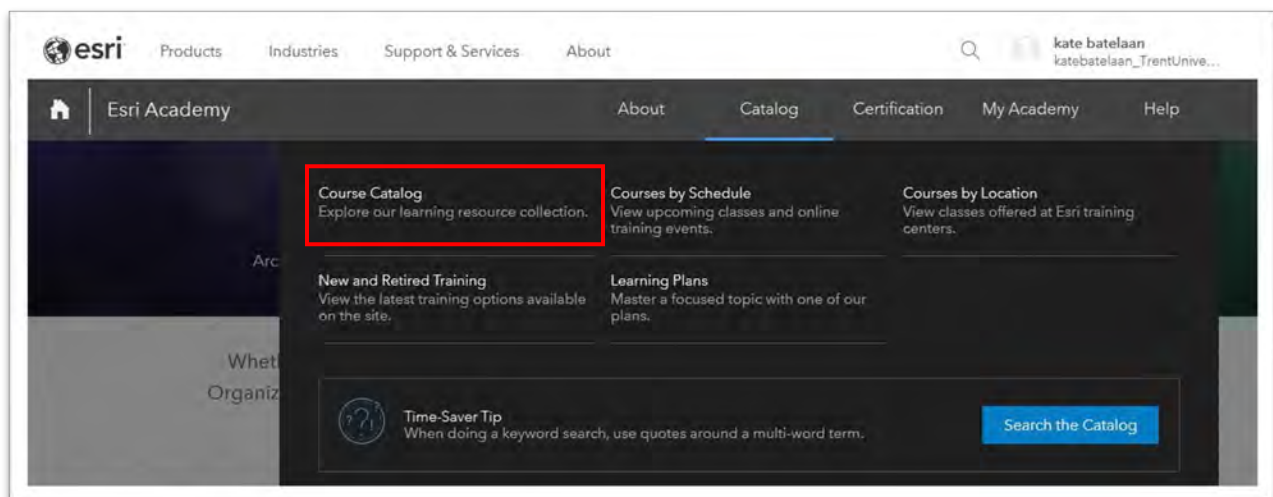 esri Products Industries Support & Services About kate batelaan
katebatelaan_TrentUnive...
Esri Academy About Catalog Certification My Academy Help
Course Catalog
Explore our learning resource collection.
Courses by Schedule
View upcoming classes and online
training events.
Courses by Location
View classes offered at Esri training
centers.
Arc
New and Retired Training
View the latest training options available
on the site.
Learning Plans
Master a focused topic with one of our
plans.
Wheth
Organiz
Time-Saver Tip
When doing a keyword search, use quotes around a multi-word term.
Search the Catalog